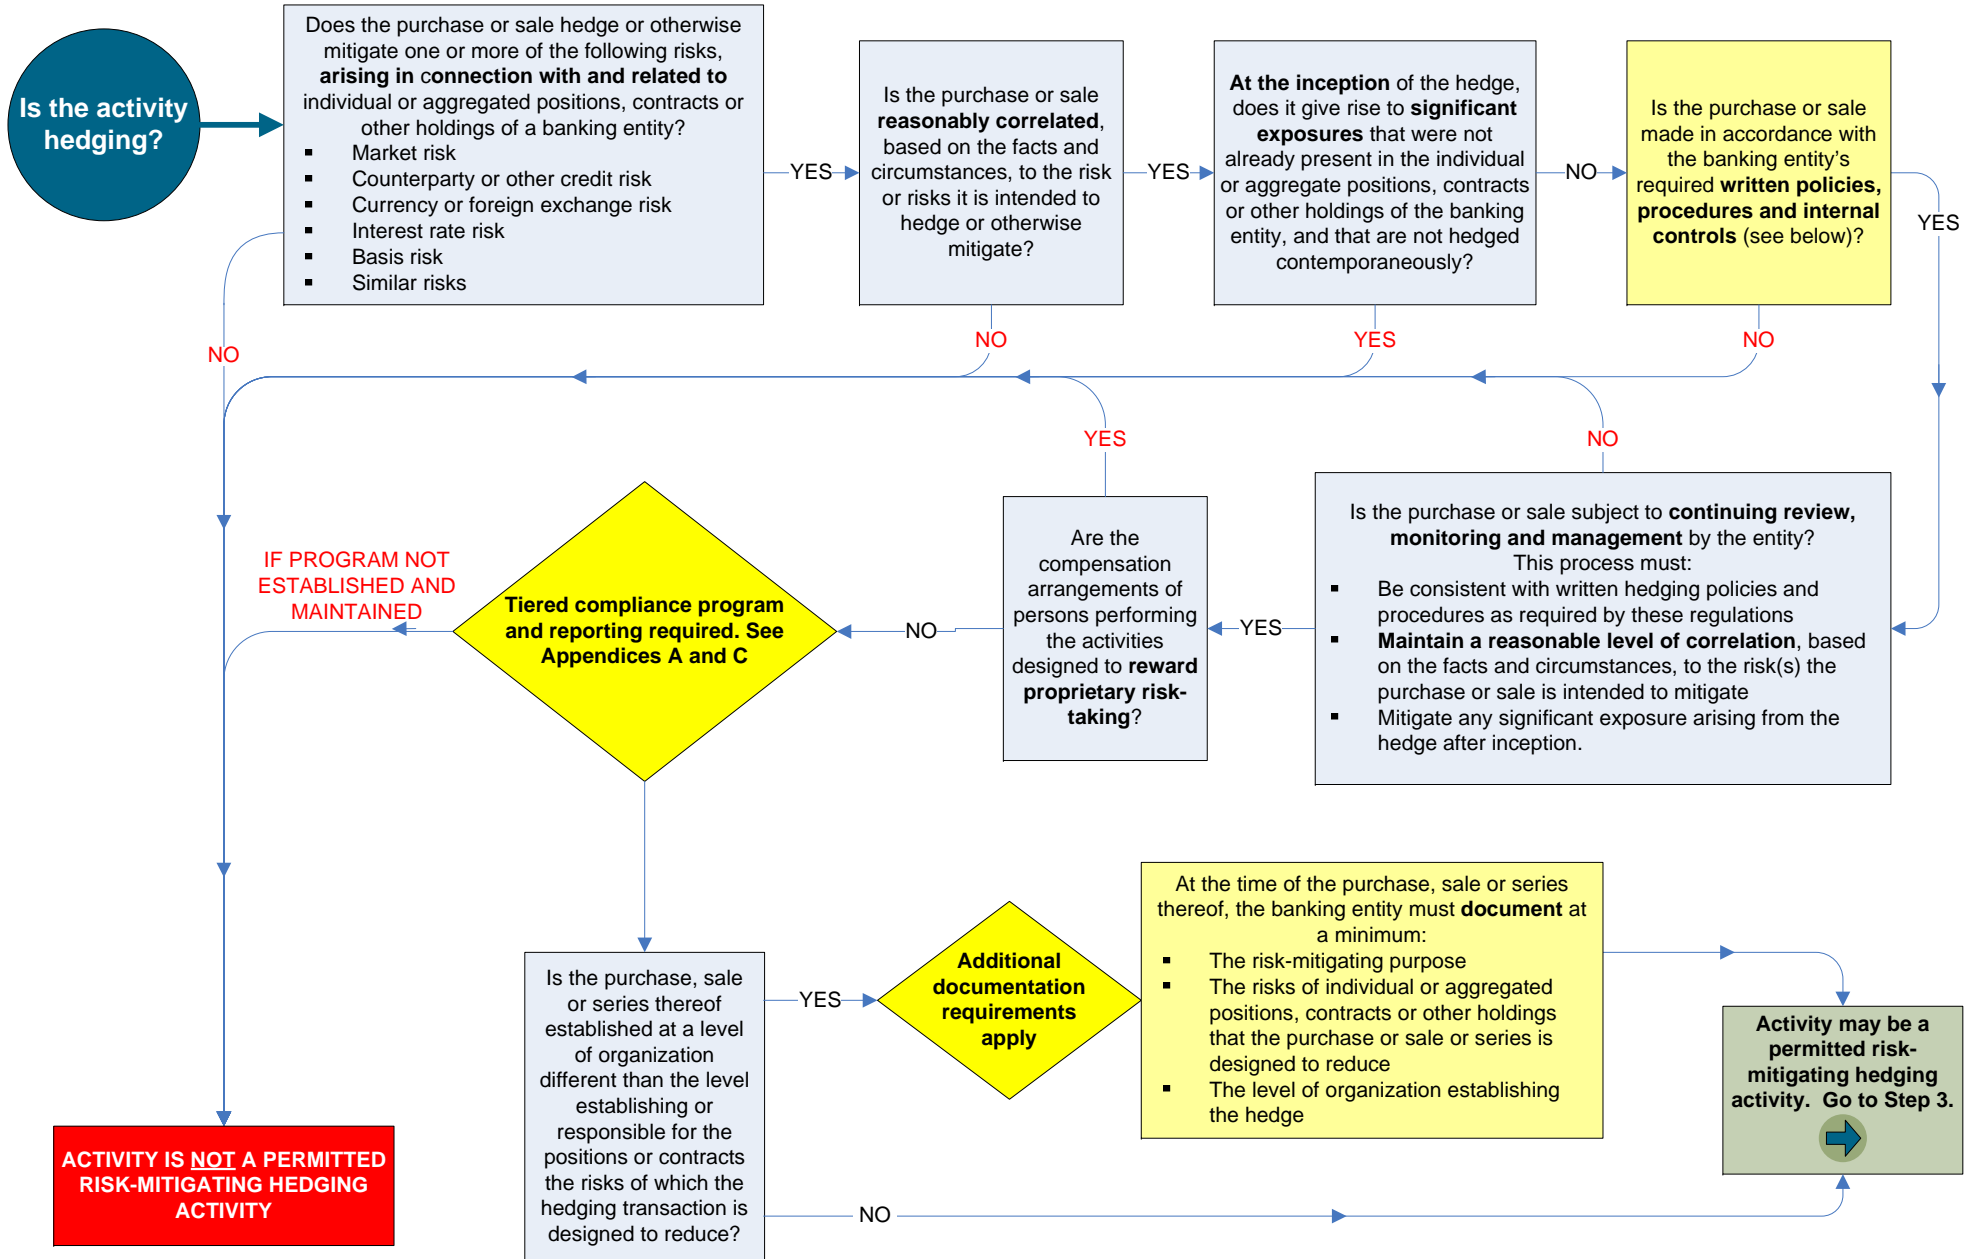 Is the activity
hedging?
Does the purchase or sale hedge or otherwise
mitigate one or more of the following risks,
arising in connection with and related to
individual or aggregated positions, contracts or
other holdings of a banking entity?
▪ Market risk
▪ Counterparty or other credit risk
▪ Currency or foreign exchange risk
▪ Interest rate risk
▪ Basis risk
▪ Similar risks
YES
Is the purchase or sale
reasonably correlated,
based on the facts and
circumstances, to the risk
or risks it is intended to
hedge or otherwise
mitigate?
YES
At the inception of the hedge,
does it give rise to significant
exposures that were not
already present in the individual
or aggregate positions, contracts
or other holdings of the banking
entity, and that are not hedged
contemporaneously?
NO
Is the purchase or sale
made in accordance with
the banking entity's
required written policies,
procedures and internal
controls (see below)?
YES
NO
NO
YES
NO
YES
NO
Is the purchase or sale subject to continuing review,
monitoring and management by the entity?
This process must:
▪ Be consistent with written hedging policies and
procedures as required by these regulations
▪ Maintain a reasonable level of correlation, based
on the facts and circumstances, to the risk(s) the
purchase or sale is intended to mitigate
▪ Mitigate any significant exposure arising from the
hedge after inception.
YES
Are the
compensation
arrangements of
persons performing
the activities
designed to reward
proprietary risk-
taking?
NO
Tiered compliance program
and reporting required. See
Appendices A and C
IF PROGRAM NOT
ESTABLISHED AND
MAINTAINED
Is the purchase, sale
or series thereof
established at a level
of organization
different than the level
establishing or
responsible for the
positions or contracts
the risks of which the
hedging transaction is
designed to reduce?
YES
Additional
documentation
requirements
apply
At the time of the purchase, sale or series
thereof, the banking entity must document at
a minimum:
▪ The risk-mitigating purpose
▪ The risks of individual or aggregated
positions, contracts or other holdings
that the purchase or sale or series is
designed to reduce
▪ The level of organization establishing
the hedge
NO
Activity may be a
permitted risk-
mitigating hedging
activity. Go to Step 3.
ACTIVITY IS NOT A PERMITTED
RISK-MITIGATING HEDGING
ACTIVITY